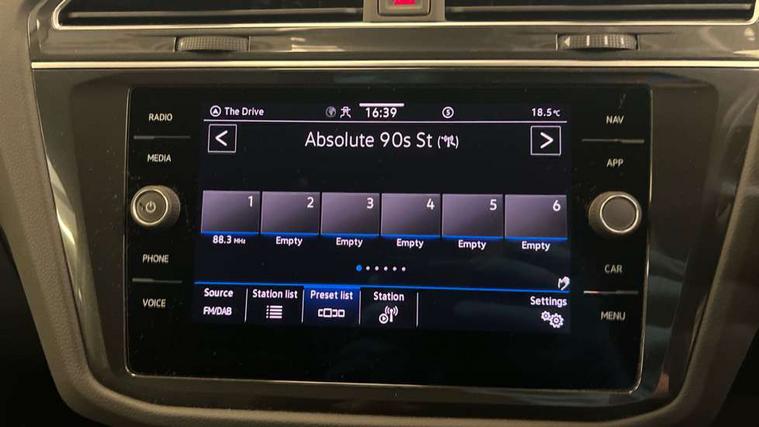 RADIO
MEDIA
PHONE
VOICE
The Drive
16:39
18.5°C
Absolute 90s St
1 2 3 4 5 6
88.3 MHz Empty Empty Empty Empty Empty
Source Station list Preset list Station Settings
FM/DAB
NAV
APP
CAR
MENU